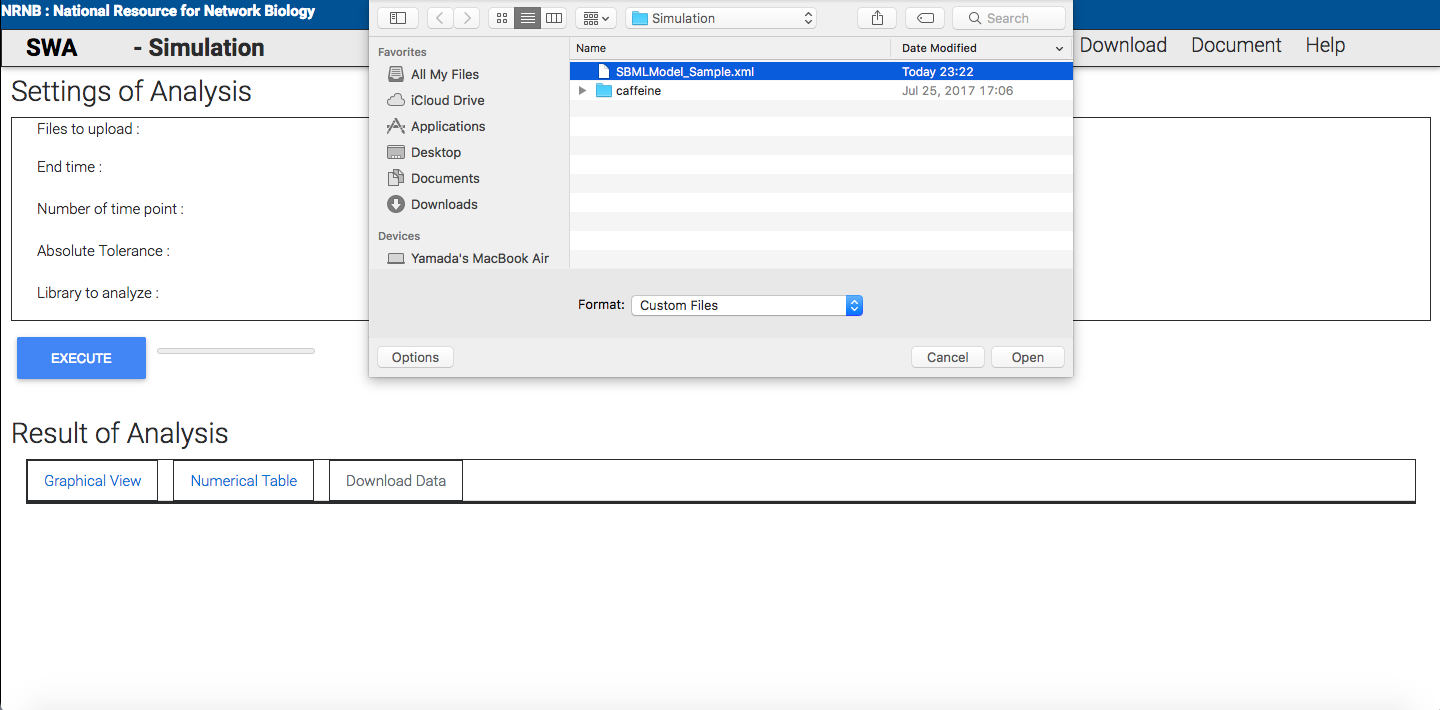 NRNB : National Resource for Network Biology
SWA - Simulation
Download Document Help
Settings of Analysis
Files to upload :
End time :
Number of time point :
Absolute Tolerance :
Library to analyze :
EXECUTE
Simulation
Search
Favorites
All My Files
iCloud Drive
Applications
Desktop
Documents
Downloads
Devices
Yamada's MacBook Air
Name Date Modified
SBMLModel_Sample.xml Today 23:22
caffeine Jul 25, 2017 17:06
Format: Custom Files
Options Cancel Open
Result of Analysis
Graphical View Numerical Table Download Data